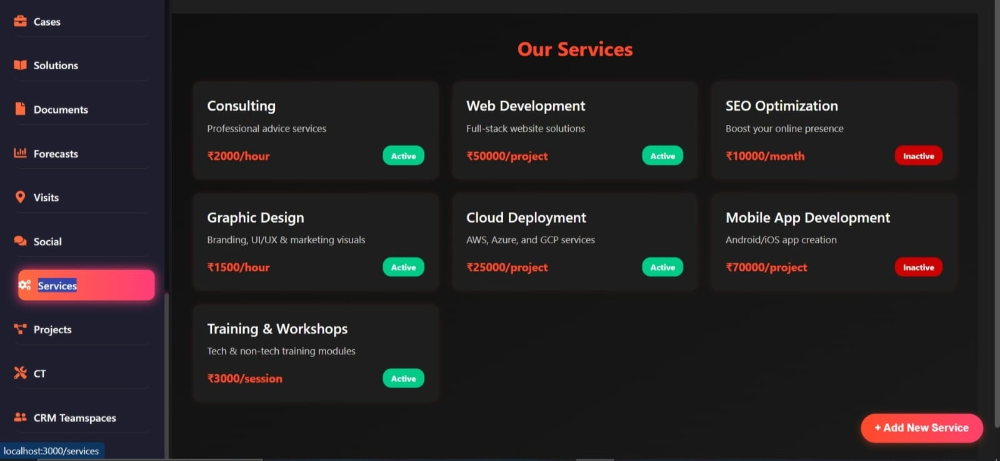 Cases
Solutions
Documents
Forecasts
Visits
Social
Services
Projects
CT
CRM Teamspaces
localhost:3000/services
Our Services
Consulting
Professional advice services
₹2000/hour
Active
Web Development
Full-stack website solutions
₹50000/project
Active
SEO Optimization
Boost your online presence
₹10000/month
Inactive
Graphic Design
Branding, UI/UX & marketing visuals
₹1500/hour
Active
Cloud Deployment
AWS, Azure, and GCP services
₹25000/project
Active
Mobile App Development
Android/iOS app creation
₹70000/project
Inactive
Training & Workshops
Tech & non-tech training modules
₹3000/session
Active
+ Add New Service